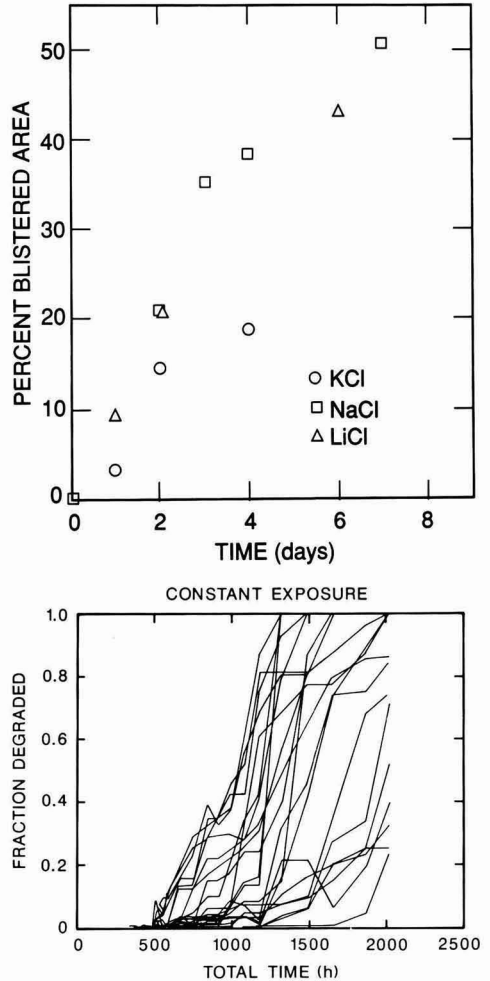 PERCENT BLISTERED AREA
50
40
30
20
10
0
KCl
NaCl
LiCl
0 2 4 6 8
TIME (days)
CONSTANT EXPOSURE
FRACTION DEGRADED
1.0
0.8
0.6
0.4
0.2
0
0 500 1000 1500 2000 2500
TOTAL TIME (h)